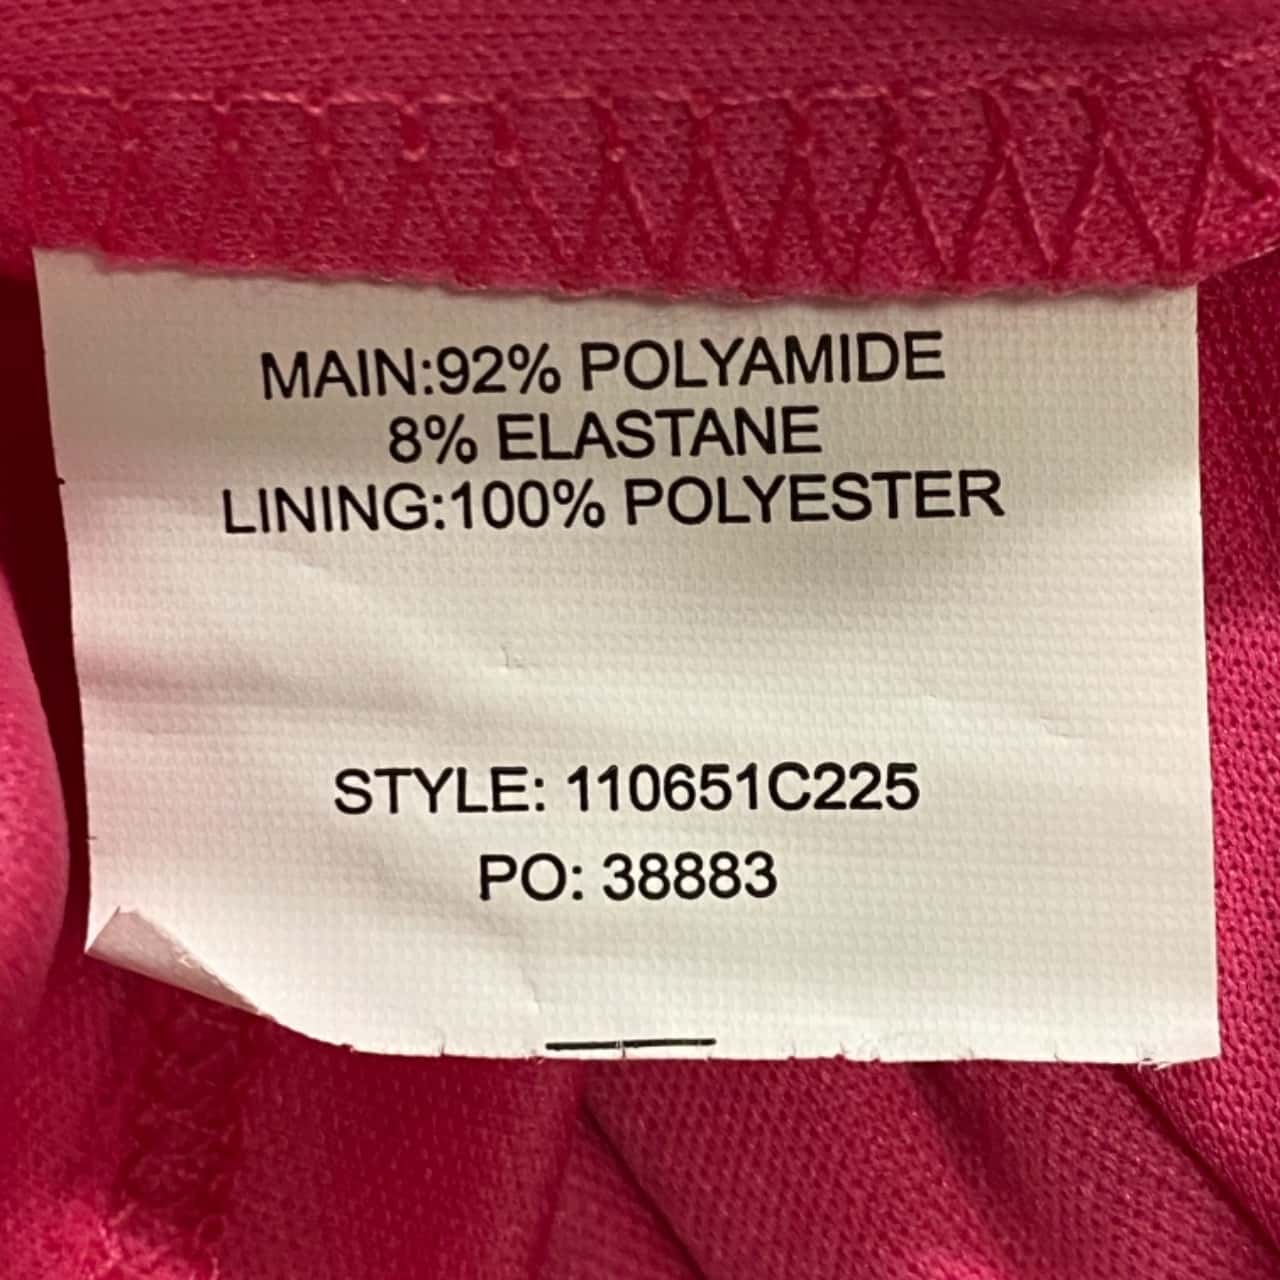 MAIN:92% POLYAMIDE
8% ELASTANE
LINING:100% POLYESTER
STYLE: 110651C225
PO: 38883